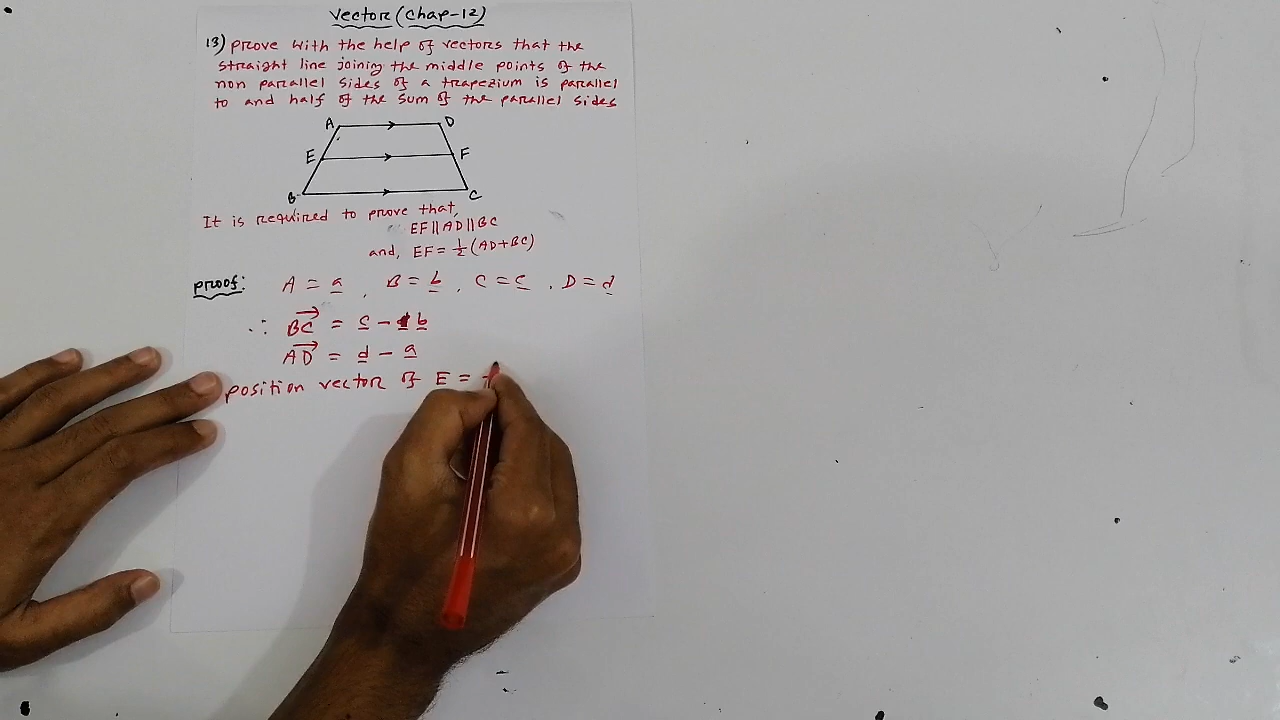 Vector (Chap-12)
13) Prove with the help of vectors that the
straight line joining the middle points of the
non parallel sides of a trapezium is parallel
to and half of the sum of the parallel sides
A D
E F
B C
It is required to prove that,
EF||AD||BC
and, EF = 1/2 (AD+BC)
Proof: A = a , B = b , C = c , D = d
∴ BC = c - b
AD = d - a
position vector of E =